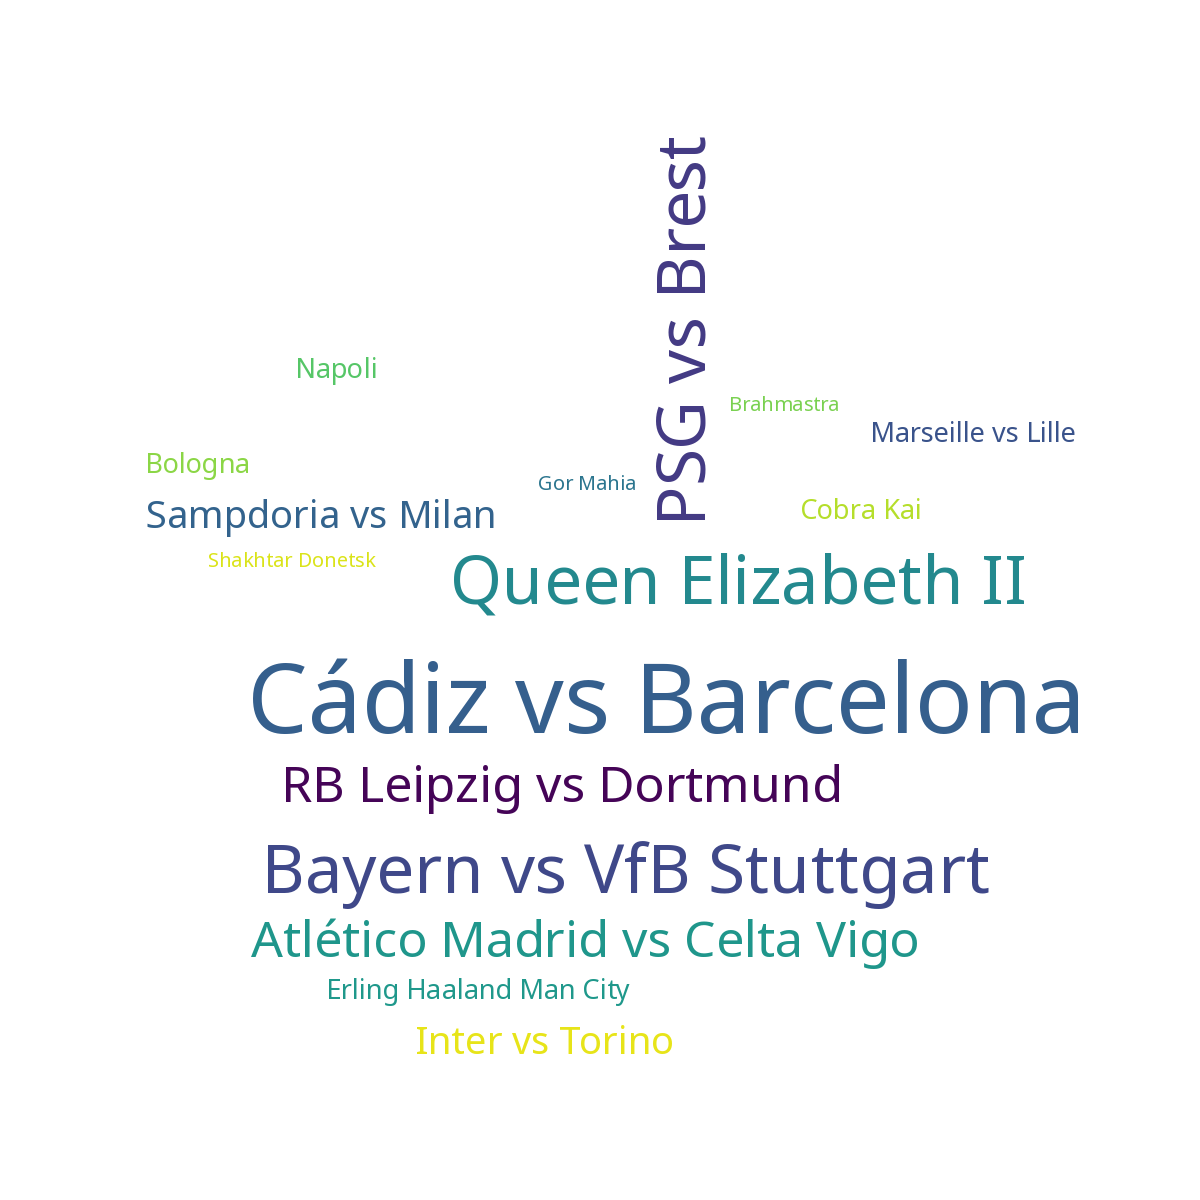 PSG vs Brest
Napoli
Brahmastra
Marseille vs Lille
Bologna
Gor Mahia
Sampdoria vs Milan
Cobra Kai
Shakhtar Donetsk
Queen Elizabeth II
Cádiz vs Barcelona
RB Leipzig vs Dortmund
Bayern vs VfB Stuttgart
Atlético Madrid vs Celta Vigo
Erling Haaland Man City
Inter vs Torino